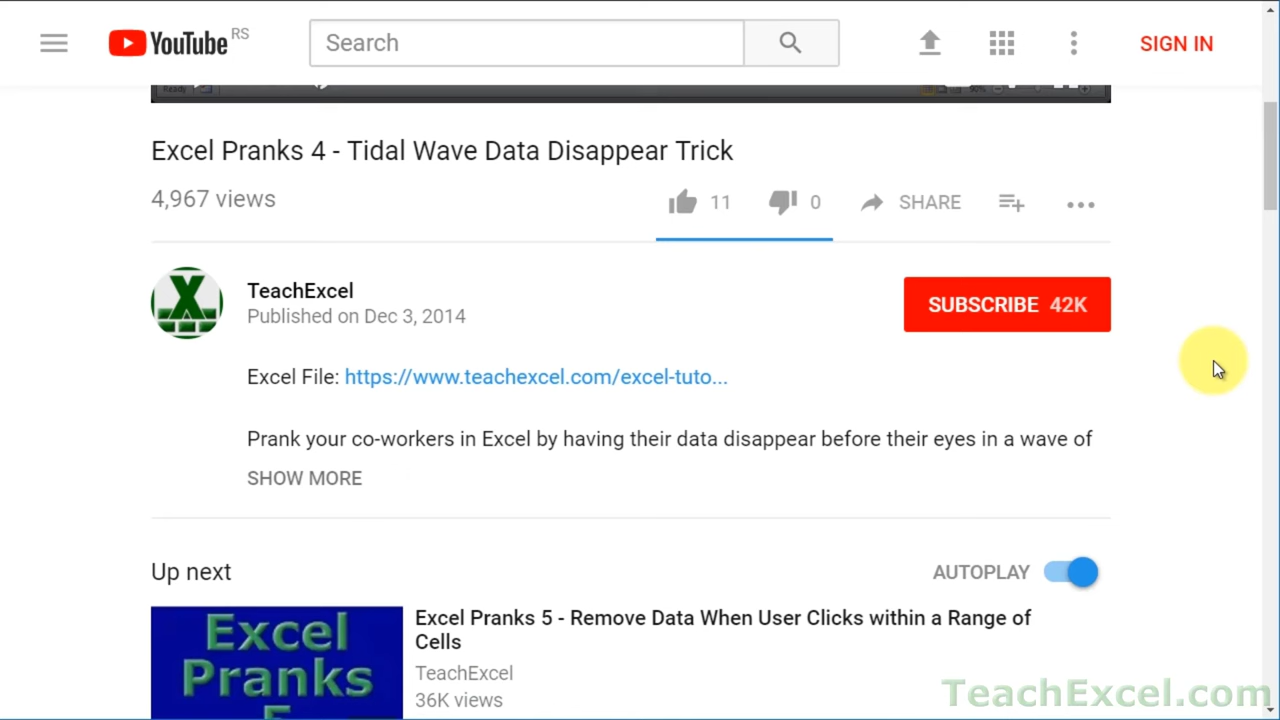 YouTube RS
Search
SIGN IN
Ready
90%
Excel Pranks 4 - Tidal Wave Data Disappear Trick
4,967 views
11
0
SHARE
TeachExcel
Published on Dec 3, 2014
SUBSCRIBE 42K
Excel File: https://www.teachexcel.com/excel-tuto...
Prank your co-workers in Excel by having their data disappear before their eyes in a wave of
SHOW MORE
Up next
AUTOPLAY
Excel
Pranks
Excel Pranks 5 - Remove Data When User Clicks within a Range of
Cells
TeachExcel
36K views
TeachExcel.com